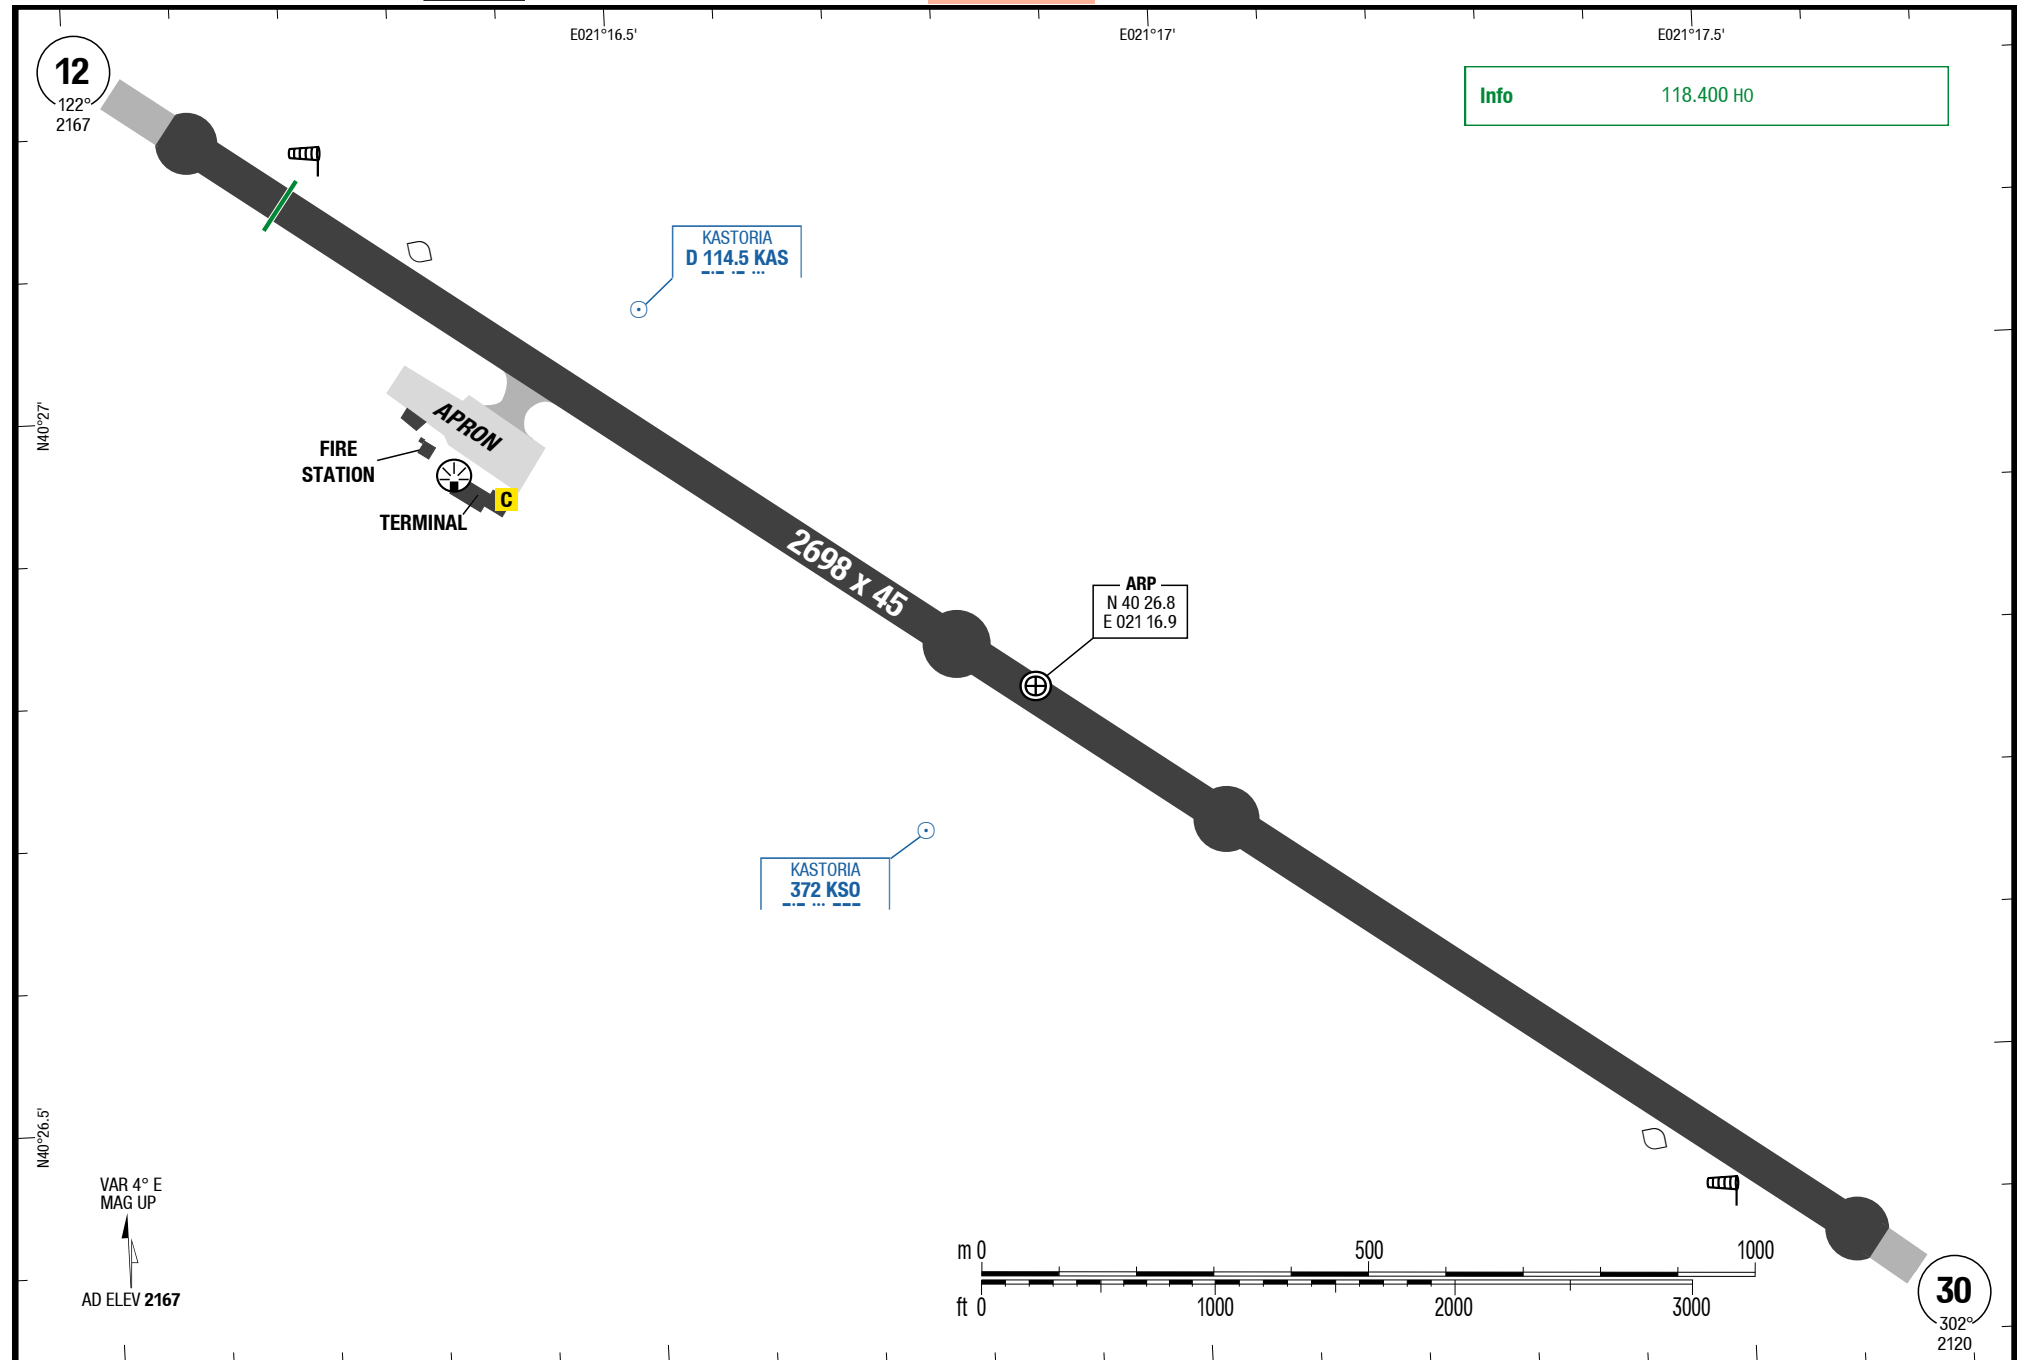 E021°16.5'
E021°17'
E021°17.5'
12
122°
2167
Info 118.400 HO
KASTORIA
D 114.5 KAS
N40°27'
APRON
FIRE
STATION
C
TERMINAL
2698 x 45
ARP
N 40 26.8
E 021 16.9
KASTORIA
372 KSO
N40°26.5'
VAR 4° E
MAG UP
AD ELEV 2167
m 0 500 1000
ft 0 1000 2000 3000
30
302°
2120